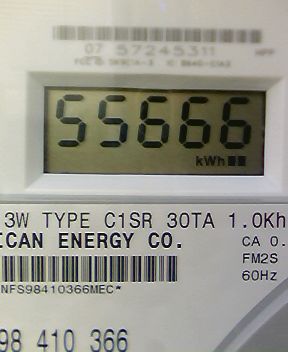 07 57245311
55666
kWh
3W TYPE C1SR 30TA 1.0Kh
ICAN ENERGY CO.
CA 0.
FM2S
60Hz
NFS98410366MEC*
98 410 366